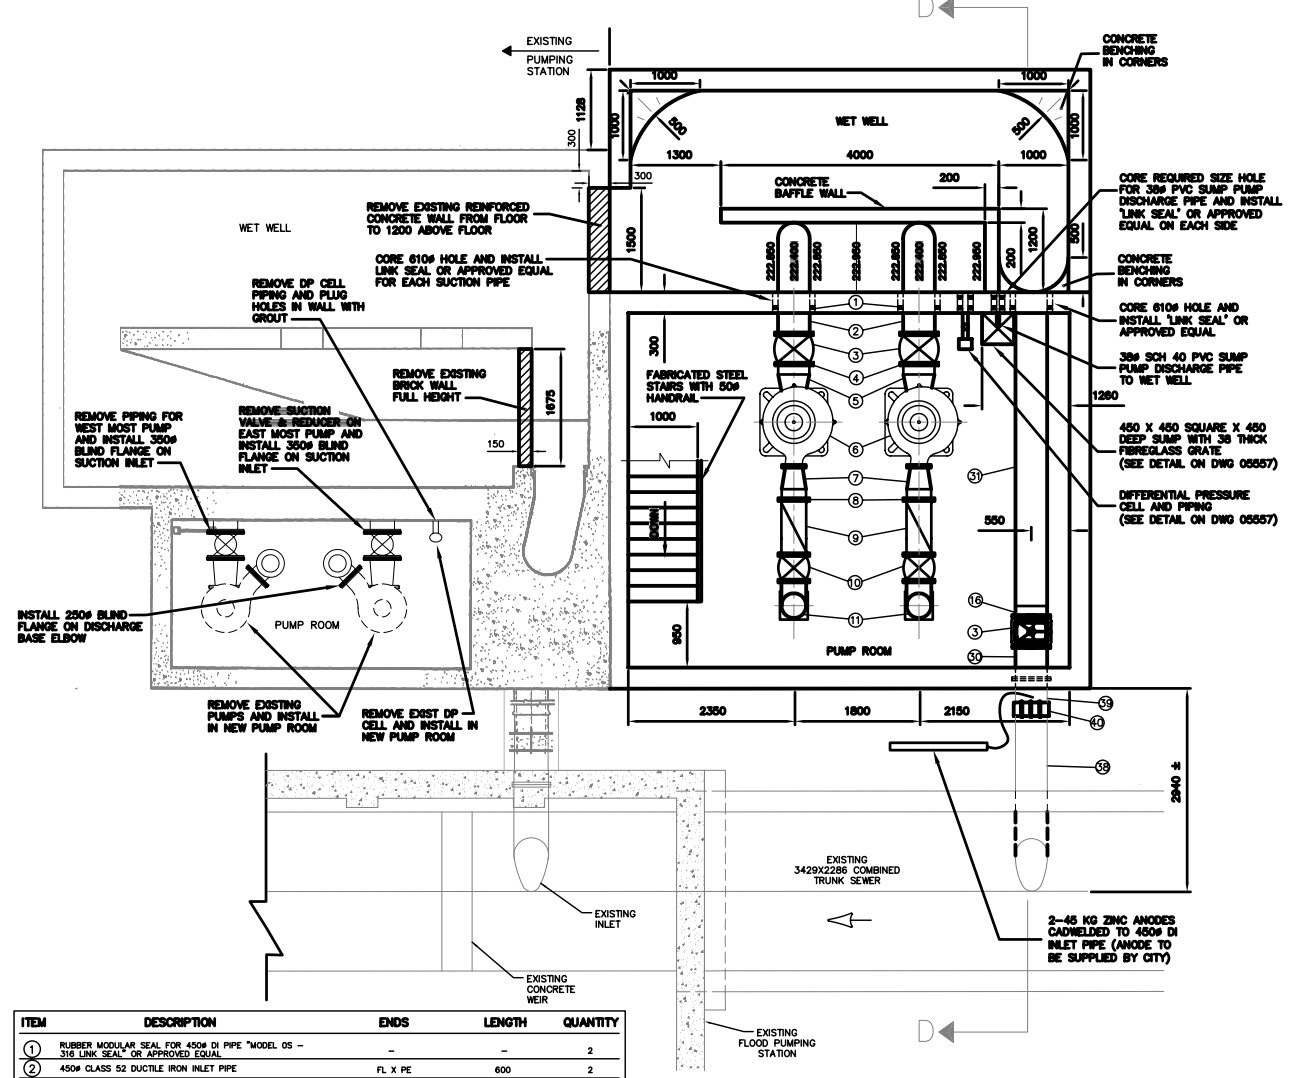 D
EXISTING
PUMPING
STATION
CONCRETE
BENCHING
IN CORNERS
1000
1000
1128
1000
500
WET WELL
500
1000
300
1300
4000
1000
300
200
CONCRETE
BAFFLE WALL
CORE REQUIRED SIZE HOLE
FOR 38ø PVC SUMP PUMP
DISCHARGE PIPE AND INSTALL
'LINK SEAL' OR APPROVED
EQUAL ON EACH SIDE
REMOVE EXISTING REINFORCED
CONCRETE WALL FROM FLOOR
TO 1200 ABOVE FLOOR
WET WELL
1500
1200
500
200
CORE 610ø HOLE AND INSTALL
LINK SEAL OR APPROVED EQUAL
FOR EACH SUCTION PIPE
222.850
222.400
222.850
222.950
222.850
222.400
222.850
222.950
CONCRETE
BENCHING
IN CORNERS
REMOVE DP CELL
PIPING AND PLUG
HOLES IN WALL WITH
GROUT
CORE 610ø HOLE AND
INSTALL 'LINK SEAL' OR
APPROVED EQUAL
1
2
3
4
5
6
7
8
9
10
11
300
38ø SCH 40 PVC SUMP
PUMP DISCHARGE PIPE
TO WET WELL
REMOVE EXISTING
BRICK WALL
FULL HEIGHT
1675
FABRICATED STEEL
STAIRS WITH 50ø
HANDRAIL
1260
1000
REMOVE PIPING FOR
WEST MOST PUMP
AND INSTALL 350ø
BLIND FLANGE ON
SUCTION INLET
REMOVE SUCTION
VALVE & REDUCER ON
EAST MOST PUMP AND
INSTALL 350ø BLIND
FLANGE ON SUCTION
INLET
150
450 X 450 SQUARE X 450
DEEP SUMP WITH 38 THICK
FIBREGLASS GRATE
(SEE DETAIL ON DWG 05557)
31
DIFFERENTIAL PRESSURE
CELL AND PIPING
(SEE DETAIL ON DWG 05557)
DOWN
550
INSTALL 250ø BLIND
FLANGE ON DISCHARGE
BASE ELBOW
PUMP ROOM
950
PUMP ROOM
16
3
30
REMOVE EXISTING
PUMPS AND INSTALL
IN NEW PUMP ROOM
REMOVE EXIST DP
CELL AND INSTALL IN
NEW PUMP ROOM
2350
1800
2150
39
40
38
2940 ±
EXISTING
3429X2286 COMBINED
TRUNK SEWER
EXISTING
INLET
2-45 KG ZINC ANODES
CADWELDED TO 450ø DI
INLET PIPE (ANODE TO
BE SUPPLIED BY CITY)
EXISTING
CONCRETE
WEIR
EXISTING
FLOOD PUMPING
STATION
D
ITEM DESCRIPTION ENDS LENGTH QUANTITY
1 RUBBER MODULAR SEAL FOR 450ø DI PIPE "MODEL OS -
316 LINK SEAL" OR APPROVED EQUAL - - 2
2 450ø CLASS 52 DUCTILE IRON INLET PIPE FL X PE 600 2